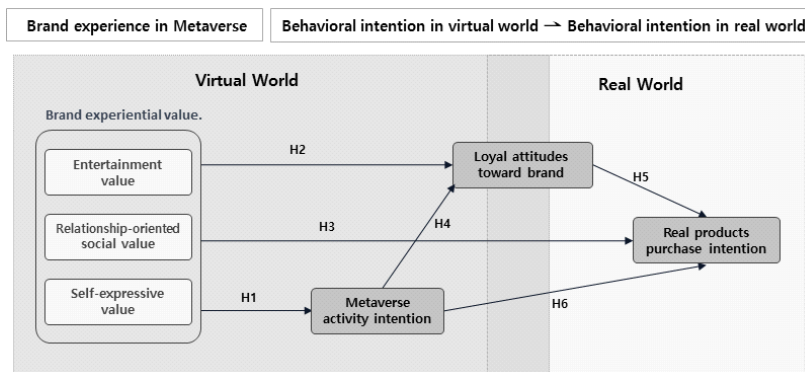 Brand experience in Metaverse
Behavioral intention in virtual world ⇀ Behavioral intention in real world
Virtual World
Real World
Brand experiential value.
Entertainment
value
Relationship-oriented
social value
Self-expressive
value
H2
H3
H1
Loyal attitudes
toward brand
H5
H4
Real products
purchase intention
Metaverse
activity intention
H6